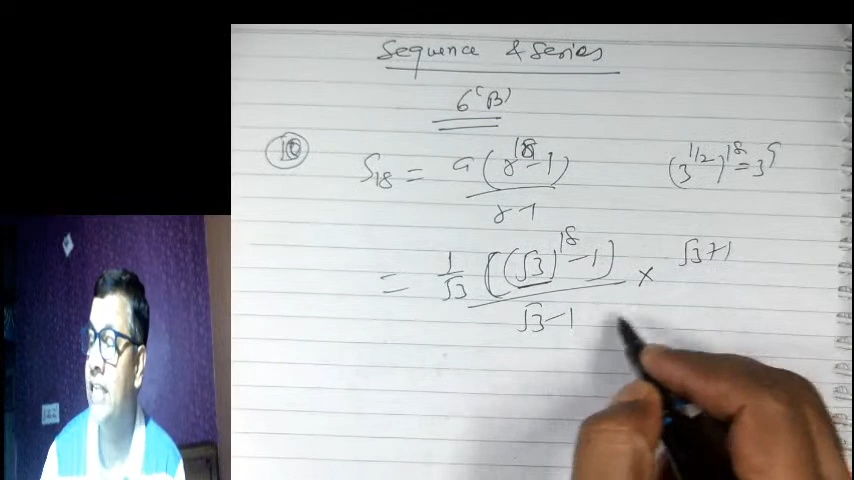 Sequence & Series
6(B)
10 S18 = a(r^18 - 1) / r-1 (3^1/2)^18 = 3^9
= 1/√3 ((√3)^18 - 1) / √3-1 × √3+1